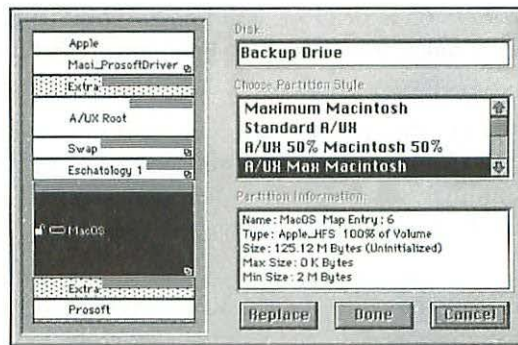 Apple
Maci_ProsoftDriver
Extra
A/UX Root
Swap
Eschatology 1
MacOS
Extra
Prosoft
Disk
Backup Drive
Choose Partition Style
Maximum Macintosh
Standard A/UX
A/UX 50% Macintosh 50%
A/UX Max Macintosh
Partition Information:
Name: MacOS Map Entry: 6
Type: Apple_HFS 100% of Volume
Size: 125.12 M Bytes (Uninitialized)
Max Size: 0 K Bytes
Min Size: 2 M Bytes
Replace
Done
Cancel